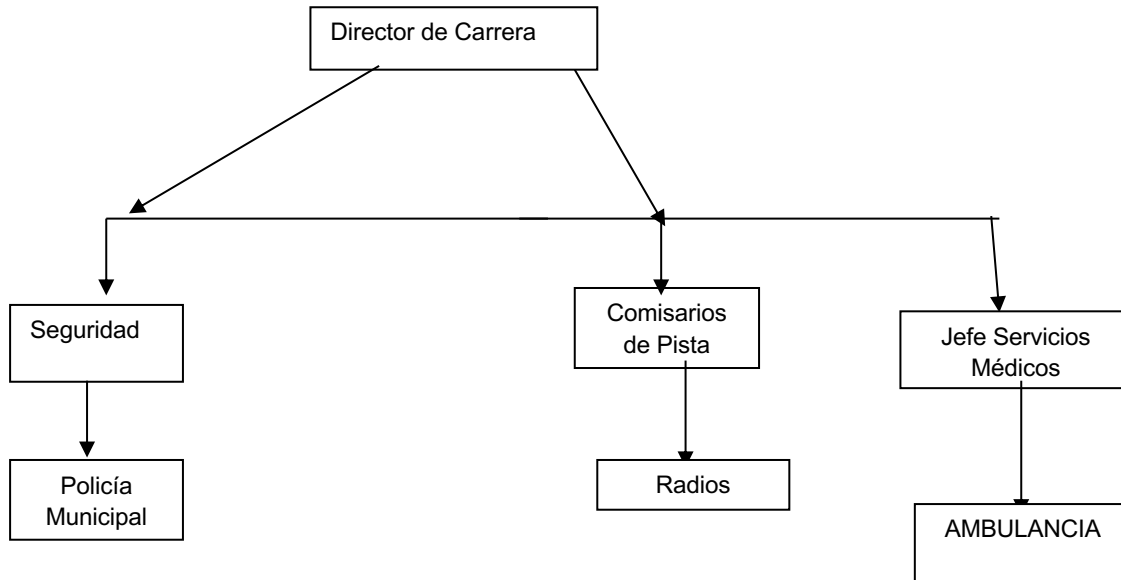 Director de Carrera
Seguridad
Comisarios
de Pista
Jefe Servicios
Médicos
Policía
Municipal
Radios
AMBULANCIA